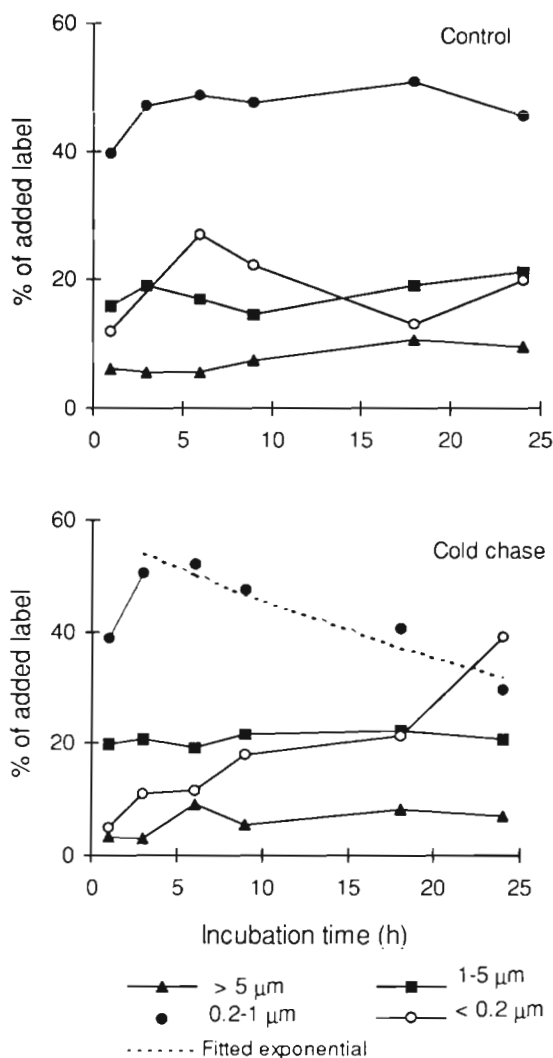 60
Control
40
% of added label
20
0
0 5 10 15 20 25
60
Cold chase
40
% of added label
20
0
0 5 10 15 20 25
Incubation time (h)
> 5 µm 1-5 µm
0.2-1 µm < 0.2 µm
Fitted exponential